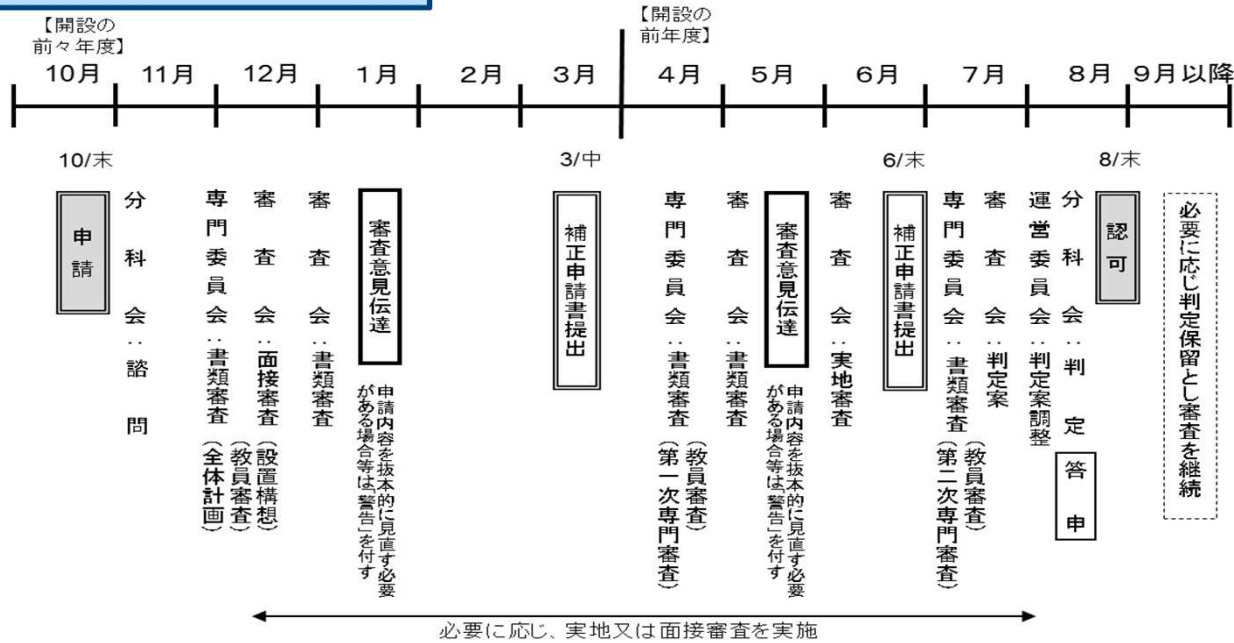 【開設の
前々年度】
【開設の
前年度】
10月
11月
12月
1月
2月
3月
4月
5月
6月
7月
8月
9月以降
10/末
3/中
6/末
8/末
申請
分科会:諮問
専門委員会:書類審査
(教員審査)
(全体計画)
審査会:面接審査
(設置構想)
審査会:書類審査
審査意見伝達
申請内容を抜本的に見直す必要
がある場合等は「警告」を付す
補正申請書提出
専門委員会:書類審査
(教員審査)
(第一次専門審査)
審査会:書類審査
審査意見伝達
申請内容を抜本的に見直す必要
がある場合等は「警告」を付す
審査会:実地審査
補正申請書提出
専門委員会:書類審査
(教員審査)
(第二次専門審査)
審査会:判定案
運営委員会:判定案調整
分科会:判定
答申
認可
必要に応じ判定保留とし審査を継続
必要に応じ、実地又は面接審査を実施